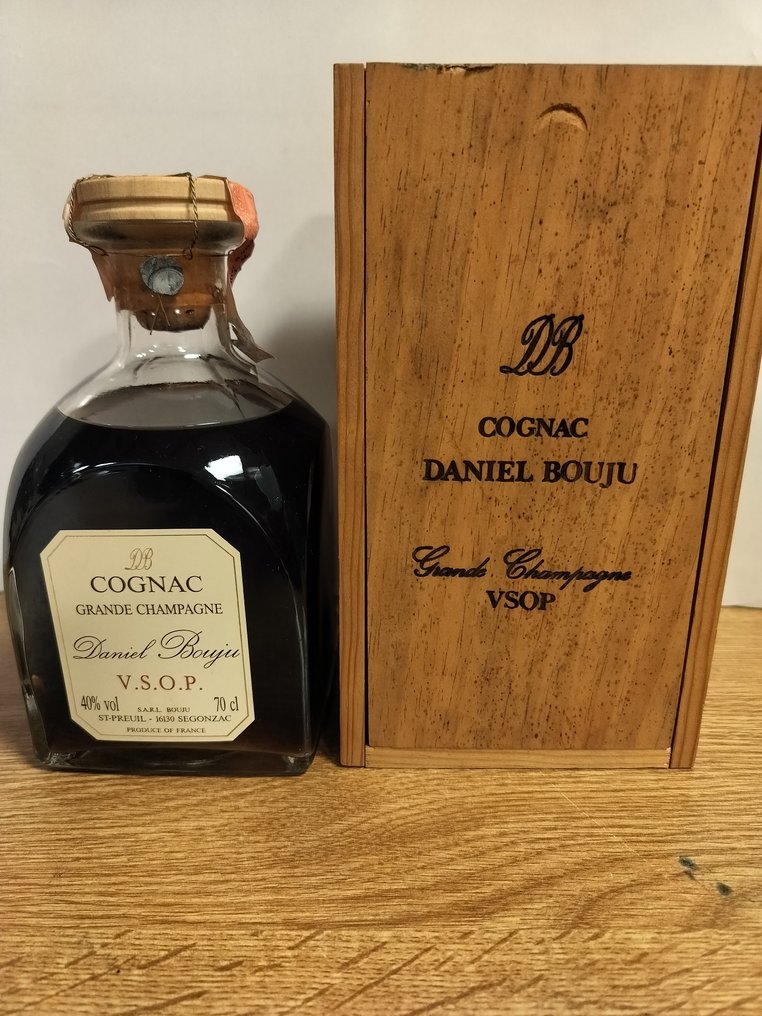 DB
COGNAC
GRANDE CHAMPAGNE
Daniel Bouju
V.S.O.P.
40% vol
S.A.R.L. BOUJU
70 cl
ST-PREUIL - 16130 SEGONZAC
PRODUCE OF FRANCE
DB
COGNAC
DANIEL BOUJU
Grande Champagne
VSOP